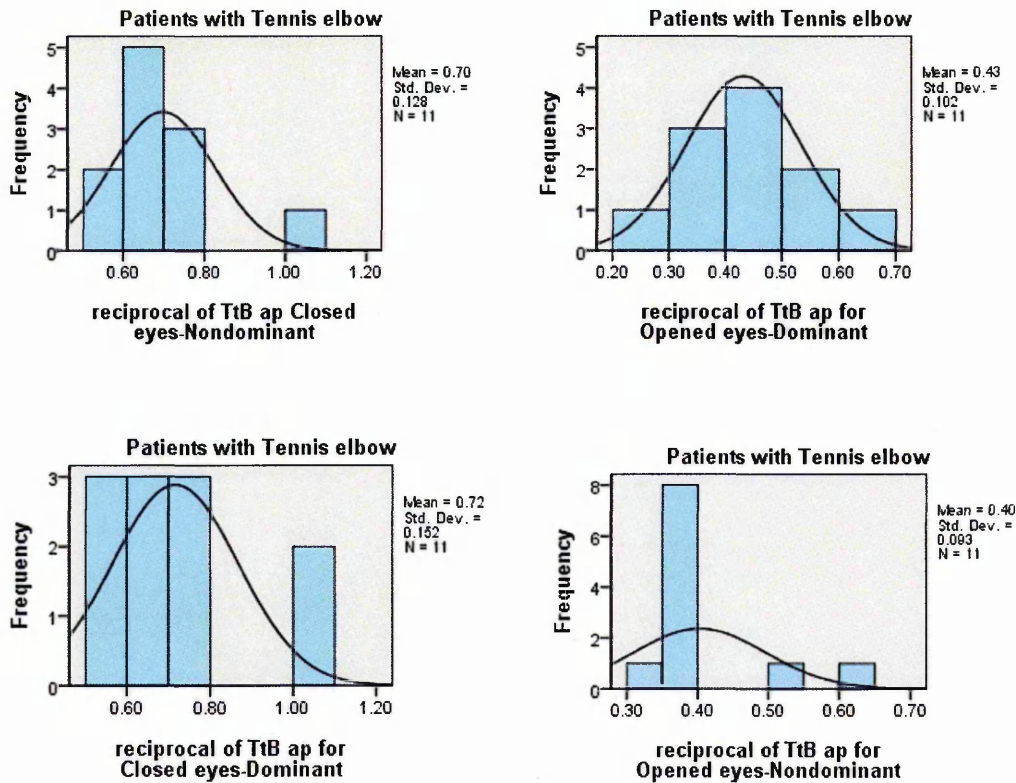 Patients with Tennis elbow
5
4
3
2
1
0
Frequency
0.60 0.80 1.00 1.20
reciprocal of TtB ap Closed
eyes-Nondominant
Mean = 0.70
Std. Dev. =
0.128
N = 11
Patients with Tennis elbow
5
4
3
2
1
0
Frequency
0.20 0.30 0.40 0.50 0.60 0.70
reciprocal of TtB ap for
Opened eyes-Dominant
Mean = 0.43
Std. Dev. =
0.102
N = 11
Patients with Tennis elbow
3
2
1
0
Frequency
0.60 0.80 1.00 1.20
reciprocal of TtB ap for
Closed eyes-Dominant
Mean = 0.72
Std. Dev. =
0.152
N = 11
Patients with Tennis elbow
8
6
4
2
0
Frequency
0.30 0.40 0.50 0.60 0.70
reciprocal of TtB ap for
Opened eyes-Nondominant
Mean = 0.40
Std. Dev. =
0.093
N = 11